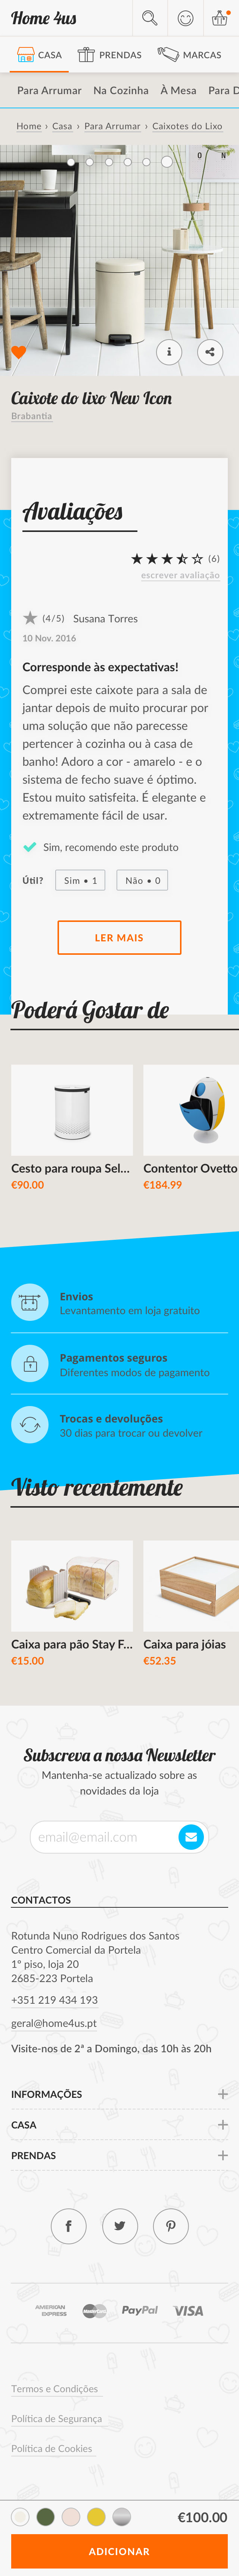 Home 4us
CASA
PRENDAS
MARCAS
Para Arrumar
Na Cozinha
À Mesa
Para D
Home › Casa › Para Arrumar › Caixotes do Lixo
O N
Caixote do lixo New Icon
Brabantia
Avaliações
(6)
escrever avaliação
(4/5) Susana Torres
10 Nov. 2016
Corresponde às expectativas!
Comprei este caixote para a sala de
jantar depois de muito procurar por
uma solução que não parecesse
pertencer à cozinha ou à casa de
banho! Adoro a cor - amarelo - e o
sistema de fecho suave é óptimo.
Estou muito satisfeita. É elegante e
extremamente fácil de usar.
Sim, recomendo este produto
Útil?
Sim • 1
Não • 0
LER MAIS
Poderá Gostar de
Cesto para roupa Sel...
€90.00
Contentor Ovetto
€184.99
Envios
Levantamento em loja gratuito
Pagamentos seguros
Diferentes modos de pagamento
Trocas e devoluções
30 dias para trocar ou devolver
Visto recentemente
Caixa para pão Stay F...
€15.00
Caixa para jóias
€52.35
Subscreva a nossa Newsletter
Mantenha-se actualizado sobre as
novidades da loja
email@email.com
CONTACTOS
Rotunda Nuno Rodrigues dos Santos
Centro Comercial da Portela
1º piso, loja 20
2685-223 Portela
+351 219 434 193
geral@home4us.pt
Visite-nos de 2ª a Domingo, das 10h às 20h
INFORMAÇÕES
CASA
PRENDAS
AMERICAN
EXPRESS
MasterCard
PayPal
VISA
Termos e Condições
Política de Segurança
Política de Cookies
€100.00
ADICIONAR